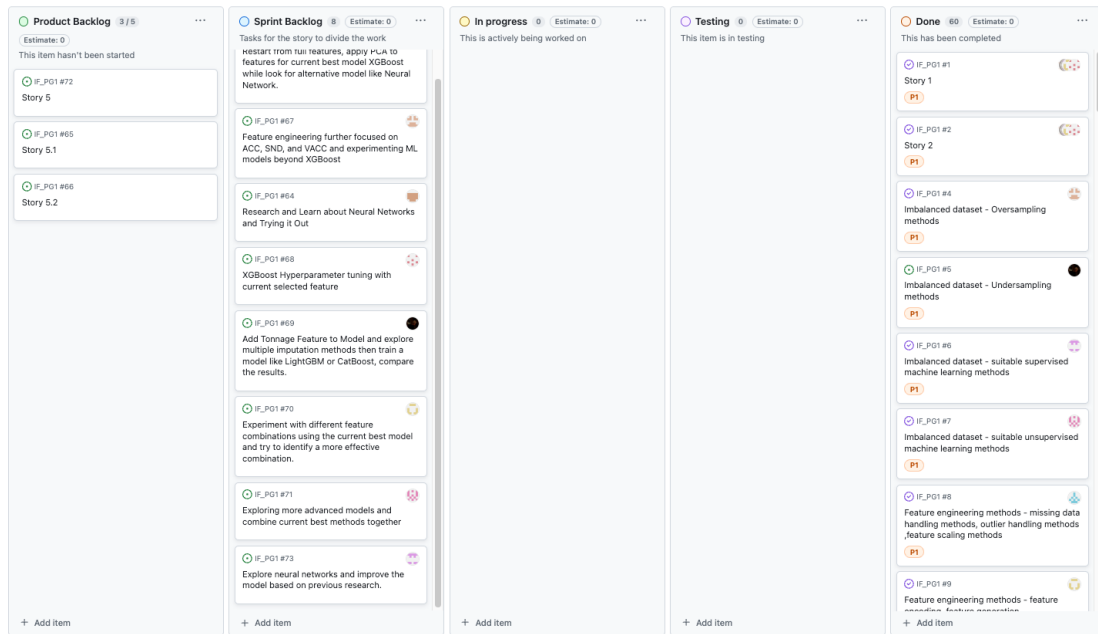 Product Backlog 3 / 5
Estimate: 0
This item hasn't been started
IF_PG1 #72
Story 5
IF_PG1 #65
Story 5.1
IF_PG1 #66
Story 5.2
+ Add item
Sprint Backlog 8 Estimate: 0
Tasks for the story to divide the work
Restart from full features, apply PCA to
features for current best model XGBoost
while look for alternative model like Neural
Network.
IF_PG1 #67
Feature engineering further focused on
ACC, SND, and VACC and experimenting ML
models beyond XGBoost
IF_PG1 #64
Research and Learn about Neural Networks
and Trying it Out
IF_PG1 #68
XGBoost Hyperparameter tuning with
current selected feature
IF_PG1 #69
Add Tonnage Feature to Model and explore
multiple imputation methods then train a
model like LightGBM or CatBoost, compare
the results.
IF_PG1 #70
Experiment with different feature
combinations using the current best model
and try to identify a more effective
combination.
IF_PG1 #71
Exploring more advanced models and
combine current best methods together
IF_PG1 #73
Explore neural networks and improve the
model based on previous research.
+ Add item
In progress 0 Estimate: 0
This is actively being worked on
+ Add item
Testing 0 Estimate: 0
This item is in testing
+ Add item
Done 60 Estimate: 0
This has been completed
IF_PG1 #1
Story 1
P1
IF_PG1 #2
Story 2
P1
IF_PG1 #4
Imbalanced dataset - Oversampling
methods
P1
IF_PG1 #5
Imbalanced dataset - Undersampling
methods
P1
IF_PG1 #6
Imbalanced dataset - suitable supervised
machine learning methods
P1
IF_PG1 #7
Imbalanced dataset - suitable unsupervised
machine learning methods
P1
IF_PG1 #8
Feature engineering methods - missing data
handling methods, outlier handling methods
,feature scaling methods
P1
IF_PG1 #9
Feature engineering methods - feature
encoding, feature generation
+ Add item